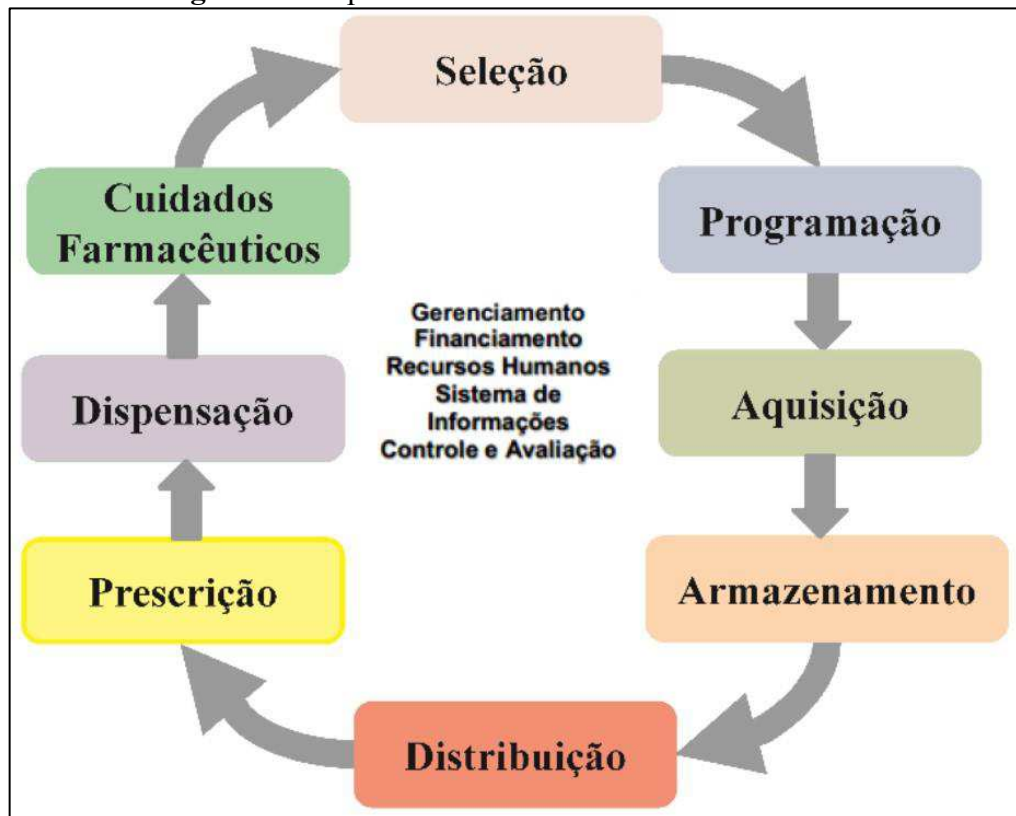 Seleção
Programação
Aquisição
Armazenamento
Distribuição
Prescrição
Dispensação
Cuidados
Farmacêuticos
Gerenciamento
Financiamento
Recursos Humanos
Sistema de
Informações
Controle e Avaliação